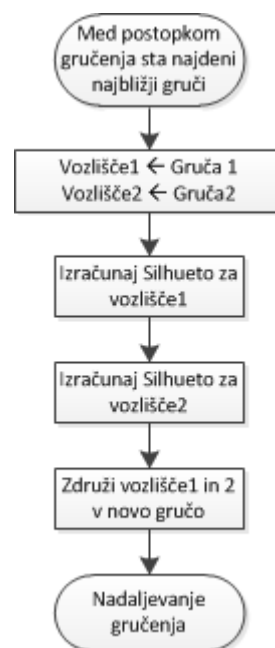 Med postopkom
gručenja sta najdeni
najbližji gruči
Vozlišče1 ← Gruča 1
Vozlišče2 ← Gruča2
Izračunaj Silhueto za
vozlišče1
Izračunaj Silhueto za
vozlišče2
Združi vozlišče1 in 2
v novo gručo
Nadaljevanje
gručenja